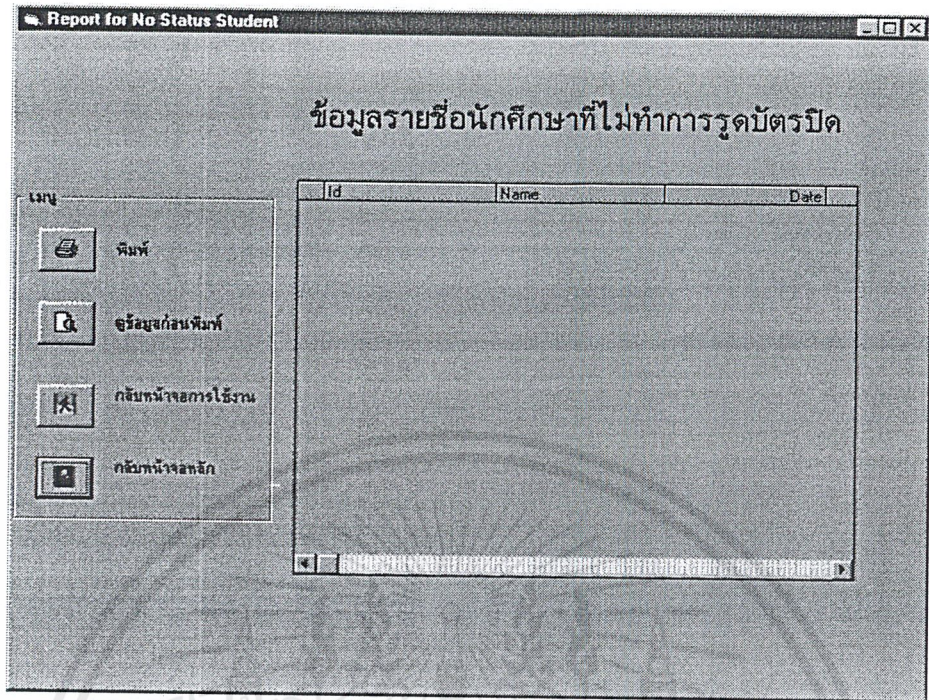 Report for No Status Student
ข้อมูลรายชื่อนักศึกษาที่ไม่ทำการรูดบัตรปิด
เมนู
พิมพ์
ดูข้อมูลก่อนพิมพ์
กลับหน้าจอการใช้งาน
กลับหน้าจอหลัก
Id Name Date